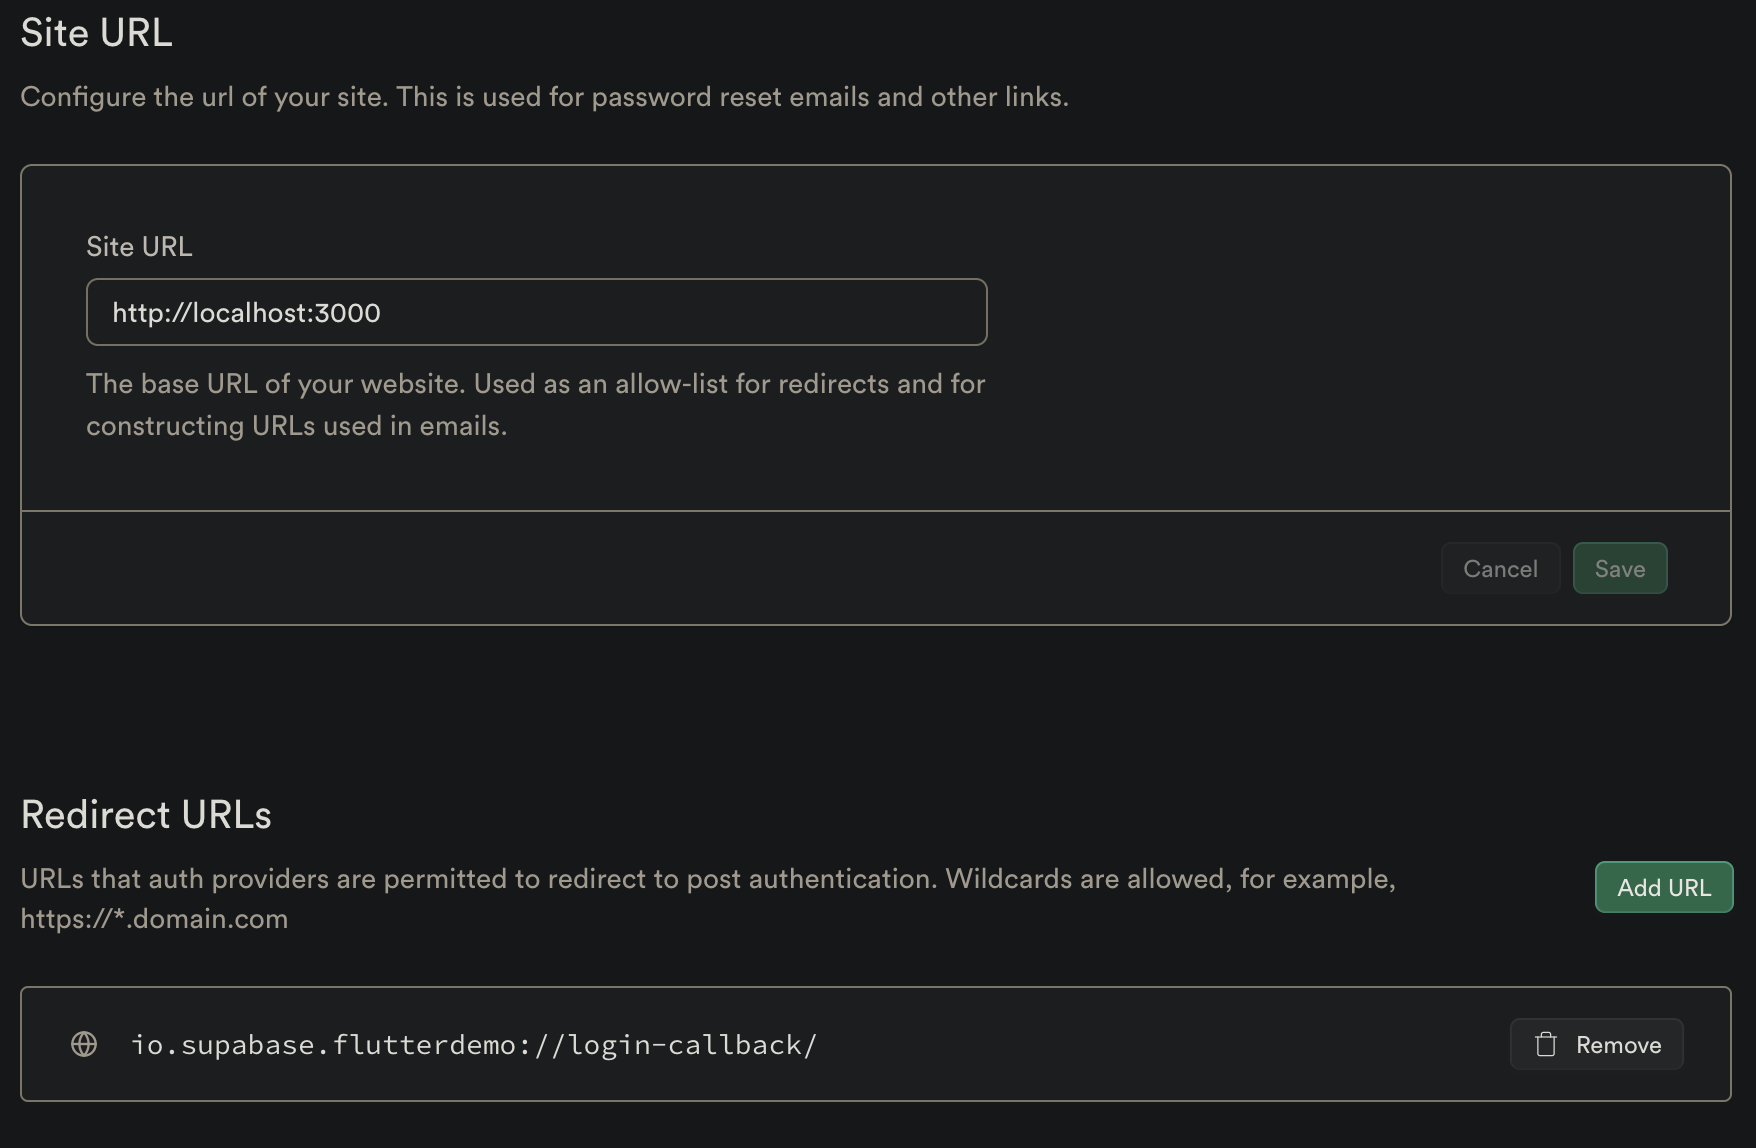 Site URL
Configure the url of your site. This is used for password reset emails and other links.
Site URL
http://localhost:3000
The base URL of your website. Used as an allow-list for redirects and for
constructing URLs used in emails.
Cancel
Save
Redirect URLs
URLs that auth providers are permitted to redirect to post authentication. Wildcards are allowed, for example,
https://*.domain.com
Add URL
io.supabase.flutterdemo://login-callback/
Remove